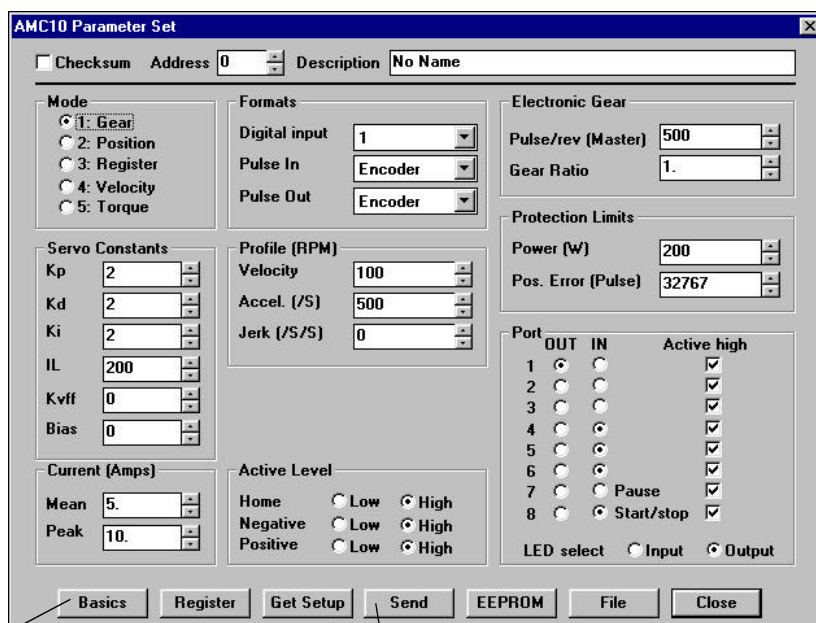 AMC10 Parameter Set
Checksum Address 0 Description No Name
Mode
1: Gear
2: Position
3: Register
4: Velocity
5: Torque
Formats
Digital input 1
Pulse In Encoder
Pulse Out Encoder
Electronic Gear
Pulse/rev (Master) 500
Gear Ratio 1.
Protection Limits
Power (W) 200
Pos. Error (Pulse) 32767
Servo Constants
Kp 2
Kd 2
Ki 2
IL 200
Kvff 0
Bias 0
Profile (RPM)
Velocity 100
Accel. (/S) 500
Jerk (/S/S) 0
Port
OUT IN Active high
1
2
3
4
5
6
7 Pause
8 Start/stop
LED select Input Output
Current (Amps)
Mean 5.
Peak 10.
Active Level
Home Low High
Negative Low High
Positive Low High
Basics Register Get Setup Send EEPROM File Close